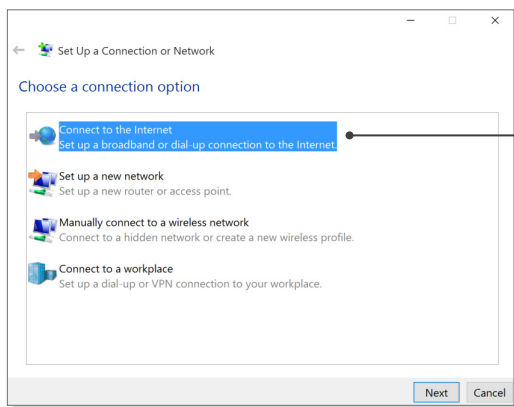 Set Up a Connection or Network
Choose a connection option
Connect to the Internet
Set up a broadband or dial-up connection to the Internet.
Set up a new network
Set up a new router or access point.
Manually connect to a wireless network
Connect to a hidden network or create a new wireless profile.
Connect to a workplace
Set up a dial-up or VPN connection to your workplace.
Next Cancel